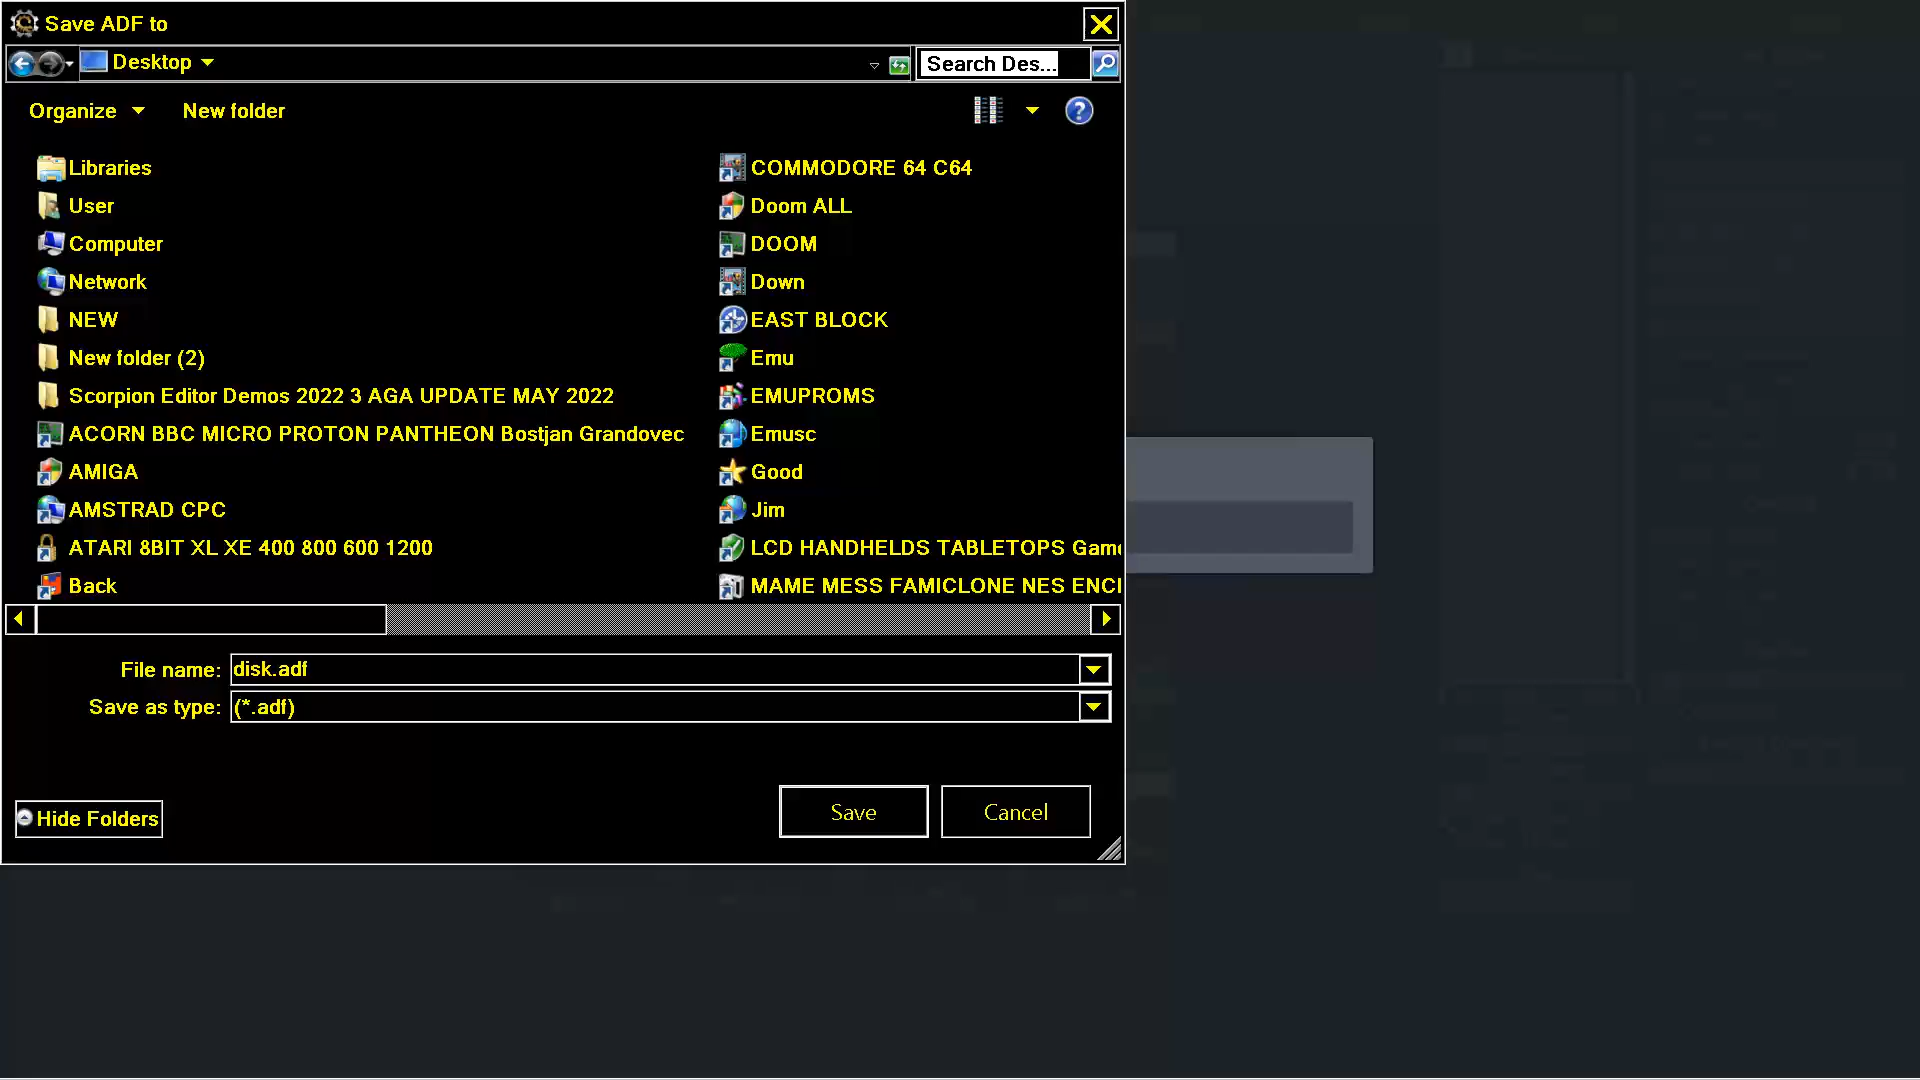 Save ADF to
Desktop
Search Des...
Organize
New folder
Libraries
User
Computer
Network
NEW
New folder (2)
Scorpion Editor Demos 2022 3 AGA UPDATE MAY 2022
ACORN BBC MICRO PROTON PANTHEON Bostjan Grandovec
AMIGA
AMSTRAD CPC
ATARI 8BIT XL XE 400 800 600 1200
Back
COMMODORE 64 C64
Doom ALL
DOOM
Down
EAST BLOCK
Emu
EMUPROMS
Emusc
Good
Jim
LCD HANDHELDS TABLETOPS Gam
MAME MESS FAMICLONE NES ENCI
File name: disk.adf
Save as type: (*.adf)
Hide Folders
Save
Cancel